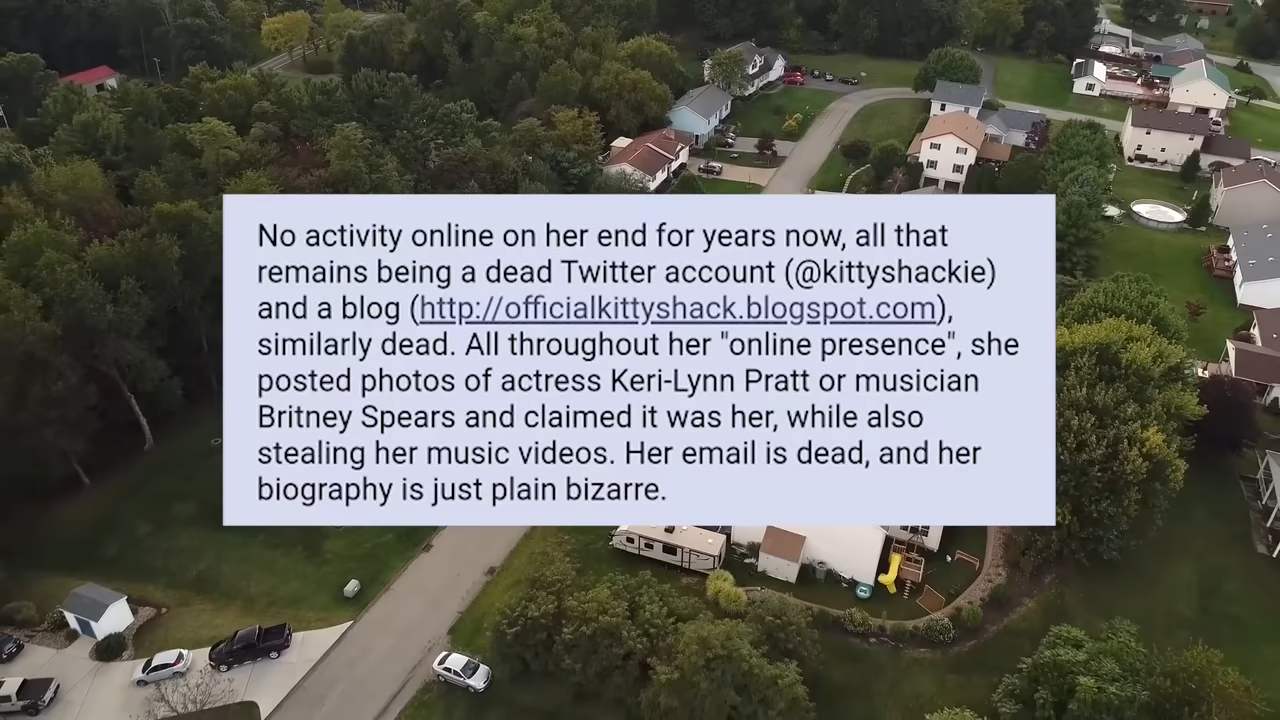 No activity online on her end for years now, all that
remains being a dead Twitter account (@kittyshackie)
and a blog (http://officialkittyshack.blogspot.com),
similarly dead. All throughout her "online presence", she
posted photos of actress Keri-Lynn Pratt or musician
Britney Spears and claimed it was her, while also
stealing her music videos. Her email is dead, and her
biography is just plain bizarre.